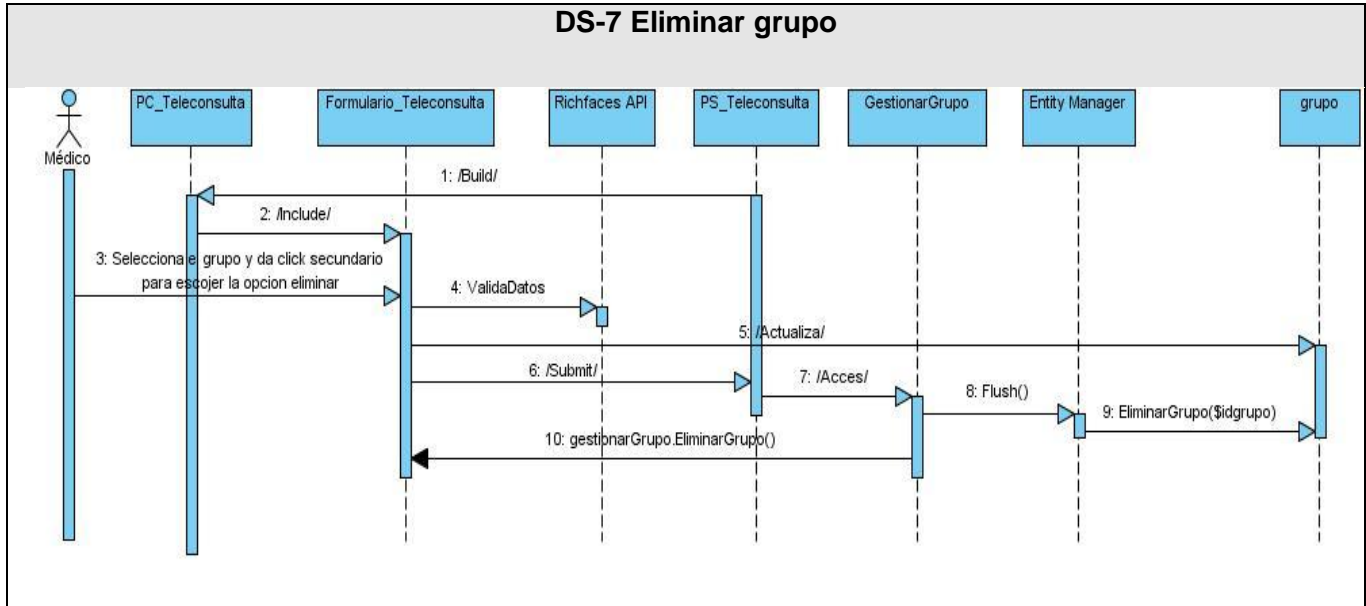 DS-7 Eliminar grupo
PC_Teleconsulta
Formulario_Teleconsulta
Richfaces API
PS_Teleconsulta
GestionarGrupo
Entity Manager
grupo
Médico
1: /Build/
2: /Include/
3: Selecciona el grupo y da click secundario
para escojer la opcion eliminar
4: ValidaDatos
5: /Actualiza/
6: /Submit/
7: /Acces/
8: Flush()
9: EliminarGrupo($idgrupo)
10: gestionarGrupo.EliminarGrupo()